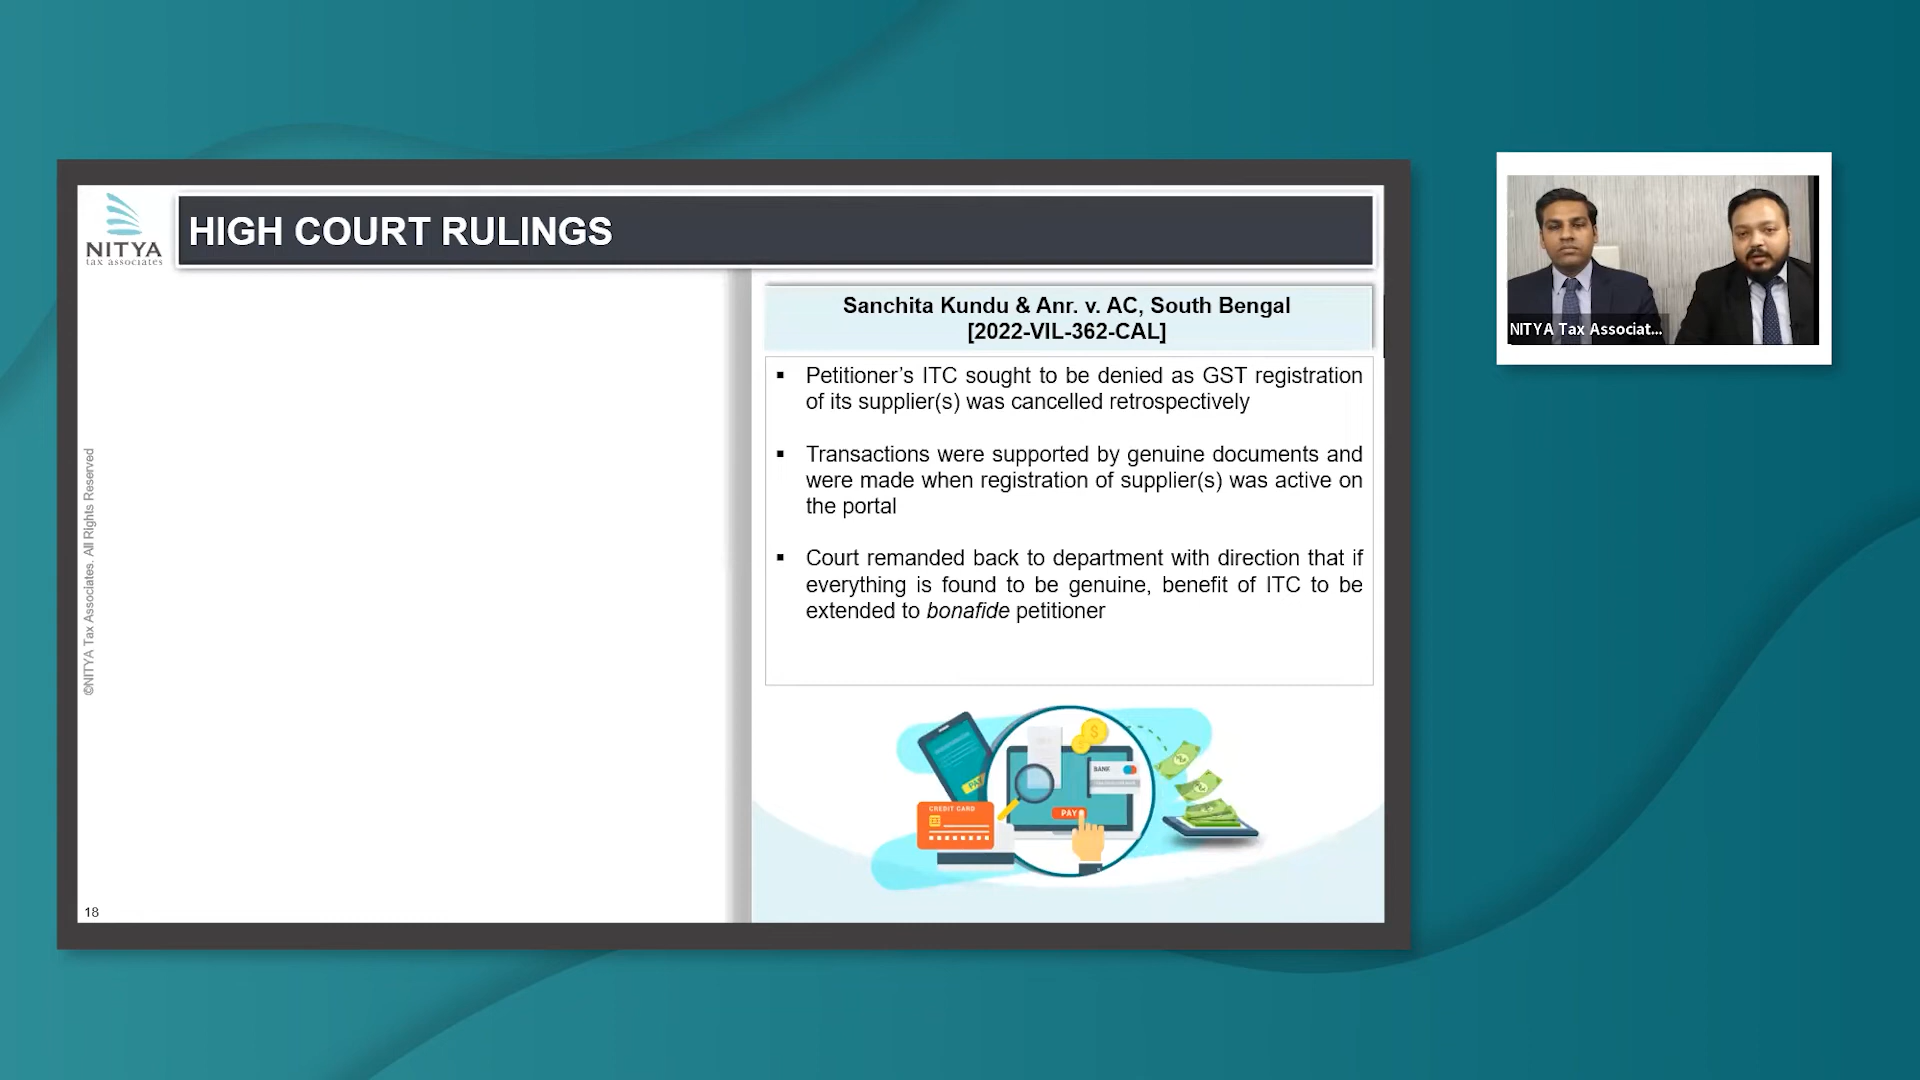 NITYA
tax associates
HIGH COURT RULINGS
Sanchita Kundu & Anr. v. AC, South Bengal
[2022-VIL-362-CAL]
▪ Petitioner’s ITC sought to be denied as GST registration
of its supplier(s) was cancelled retrospectively
▪ Transactions were supported by genuine documents and
were made when registration of supplier(s) was active on
the portal
▪ Court remanded back to department with direction that if
everything is found to be genuine, benefit of ITC to be
extended to bonafide petitioner
©NITYA Tax Associates. All Rights Reserved
PAY
BANK
CREDIT CARD
PAY
18
NITYA Tax Associat...